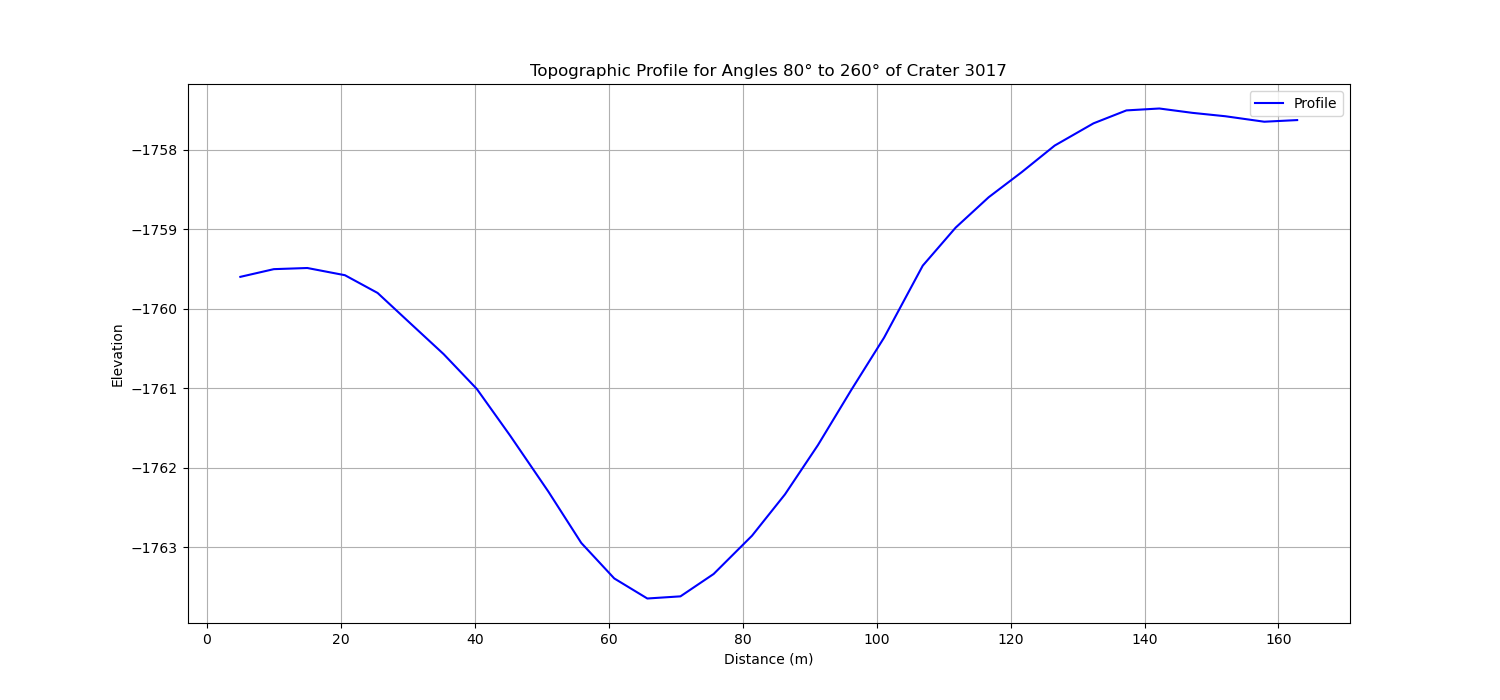 Topographic Profile for Angles 80° to 260° of Crater 3017
Profile
−1758
−1759
−1760
−1761
−1762
−1763
Elevation
0 20 40 60 80 100 120 140 160
Distance (m)